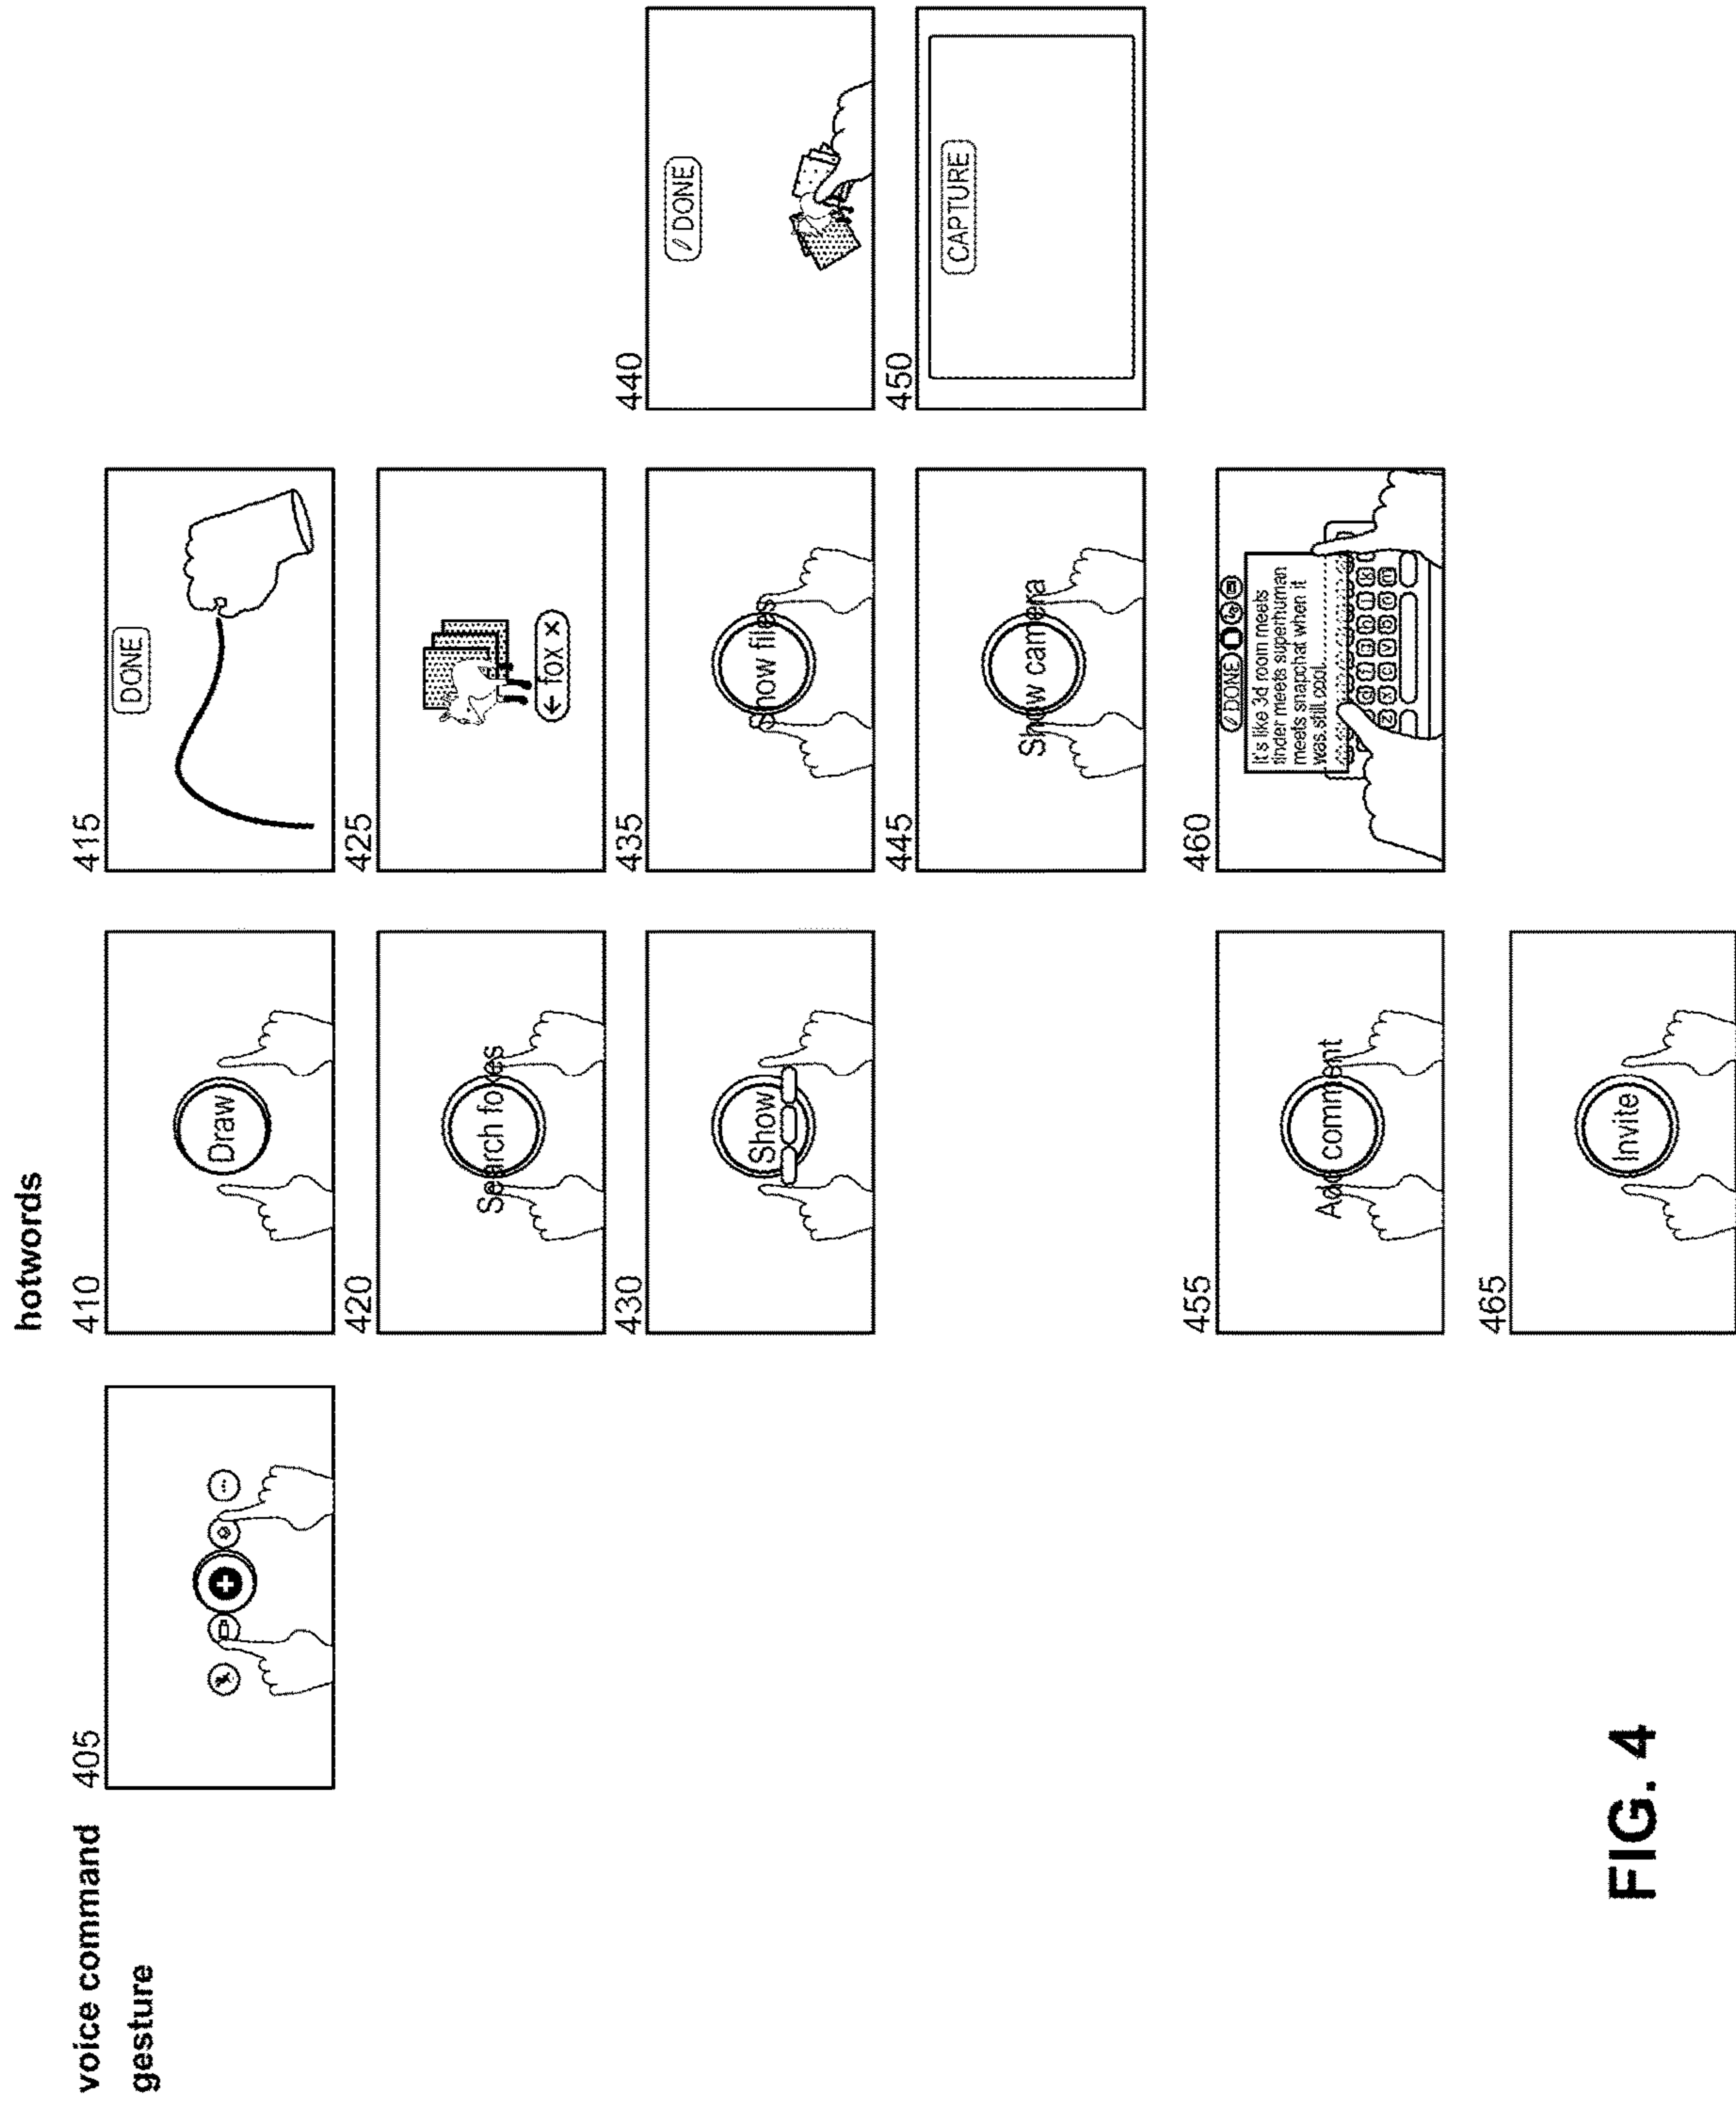 hotwords
voice command
gesture
405
410
Draw
415
DONE
420
Search foxes
425
← fox ×
430
Show
435
Show files
440
DONE
445
Show camera
450
CAPTURE
455
Add comment
460
DONE
It's like 3d room meets
tinder meets superhuman
meets snapchat when it
was still cool
465
Invite
FIG. 4